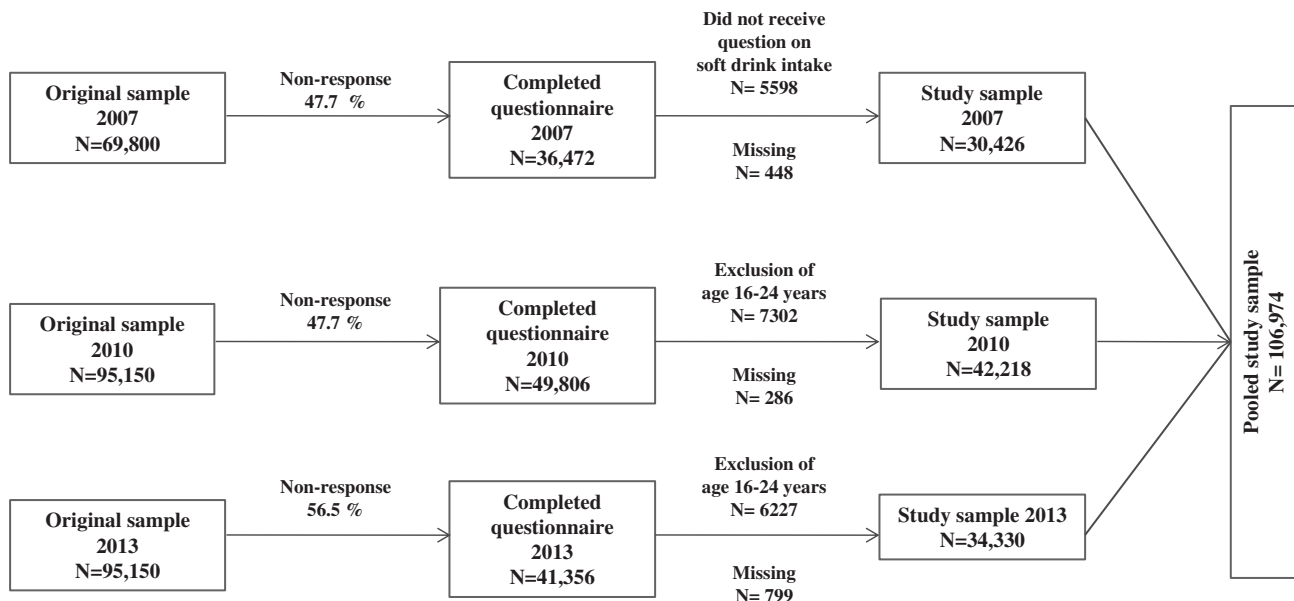 Original sample
2007
N=69,800
Non-response
47.7 %
Completed
questionnaire
2007
N=36,472
Did not receive
question on
soft drink intake
N= 5598
Missing
N= 448
Study sample
2007
N=30,426
Original sample
2010
N=95,150
Non-response
47.7 %
Completed
questionnaire
2010
N=49,806
Exclusion of
age 16-24 years
N= 7302
Missing
N= 286
Study sample
2010
N=42,218
Original sample
2013
N=95,150
Non-response
56.5 %
Completed
questionnaire
2013
N=41,356
Exclusion of
age 16-24 years
N= 6227
Missing
N= 799
Study sample 2013
N=34,330
Pooled study sample
N= 106,974